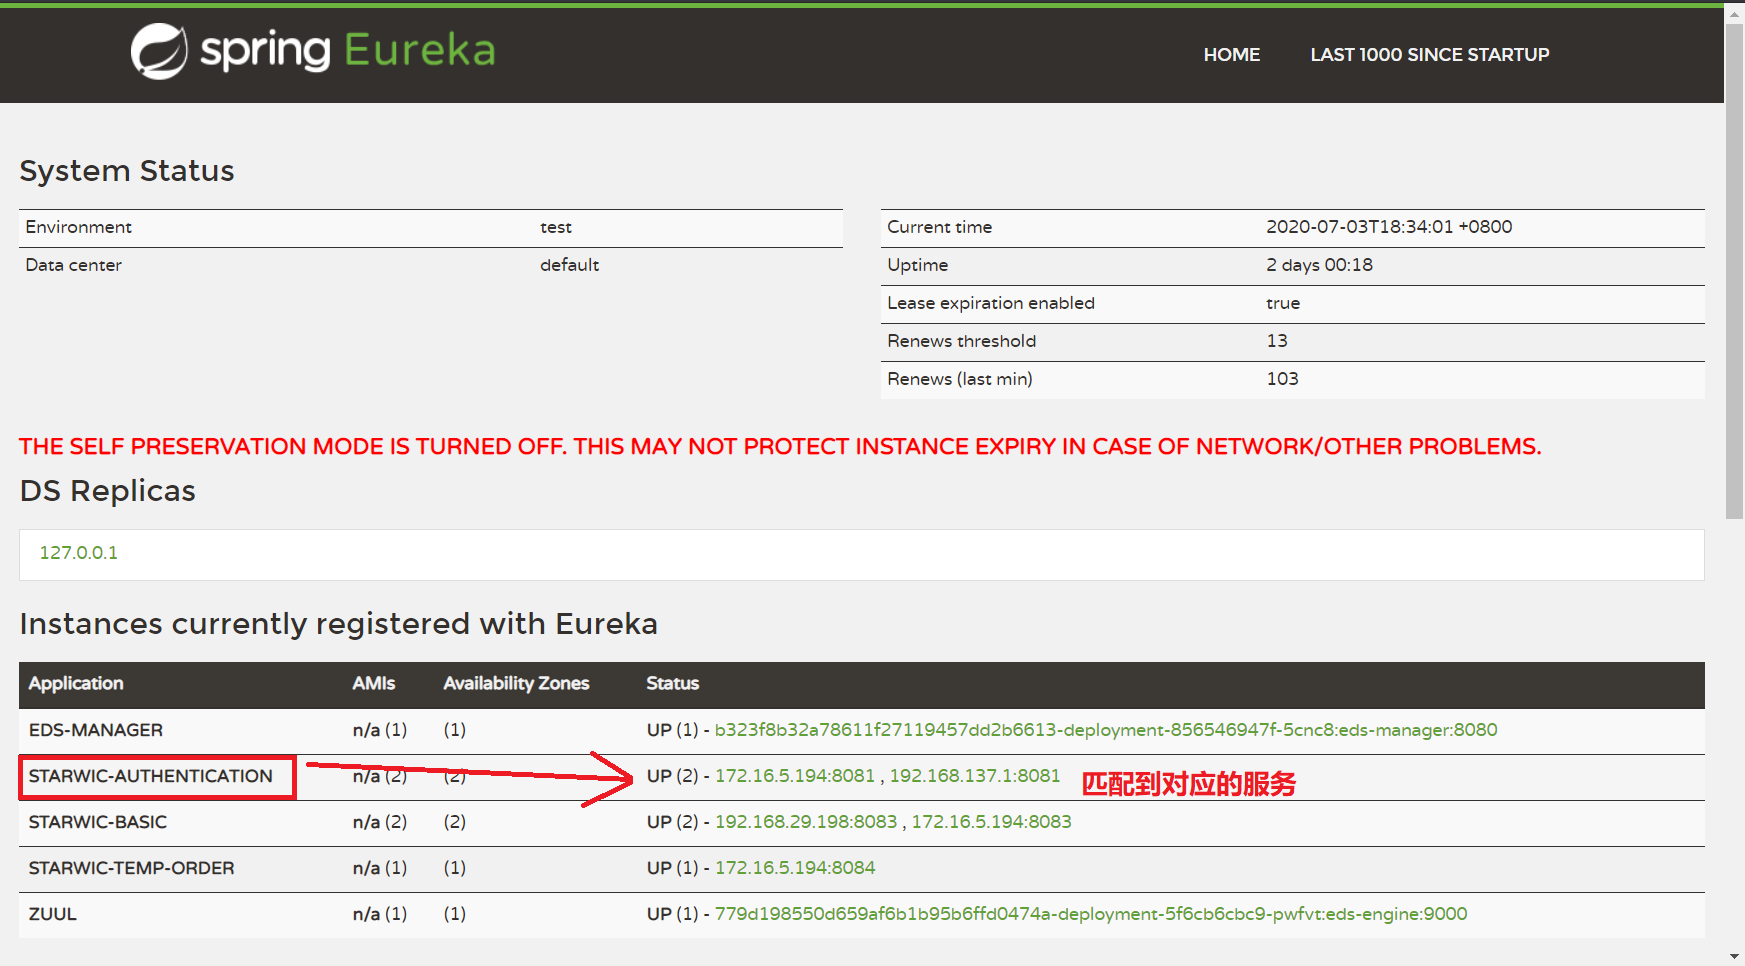 spring Eureka
HOME LAST 1000 SINCE STARTUP
System Status
Environment test
Data center default
Current time 2020-07-03T18:34:01 +0800
Uptime 2 days 00:18
Lease expiration enabled true
Renews threshold 13
Renews (last min) 103
THE SELF PRESERVATION MODE IS TURNED OFF. THIS MAY NOT PROTECT INSTANCE EXPIRY IN CASE OF NETWORK/OTHER PROBLEMS.
DS Replicas
127.0.0.1
Instances currently registered with Eureka
Application AMIs Availability Zones Status
EDS-MANAGER n/a (1) (1) UP (1) - b323f8b32a78611f27119457dd2b6613-deployment-856546947f-5cnc8:eds-manager:8080
STARWIC-AUTHENTICATION n/a (2) (2) UP (2) - 172.16.5.194:8081 , 192.168.137.1:8081 匹配到对应的服务
STARWIC-BASIC n/a (2) (2) UP (2) - 192.168.29.198:8083 , 172.16.5.194:8083
STARWIC-TEMP-ORDER n/a (1) (1) UP (1) - 172.16.5.194:8084
ZUUL n/a (1) (1) UP (1) - 779d198550d659af6b1b95b6ffd0474a-deployment-5f6cb6cbc9-pwfvt:eds-engine:9000